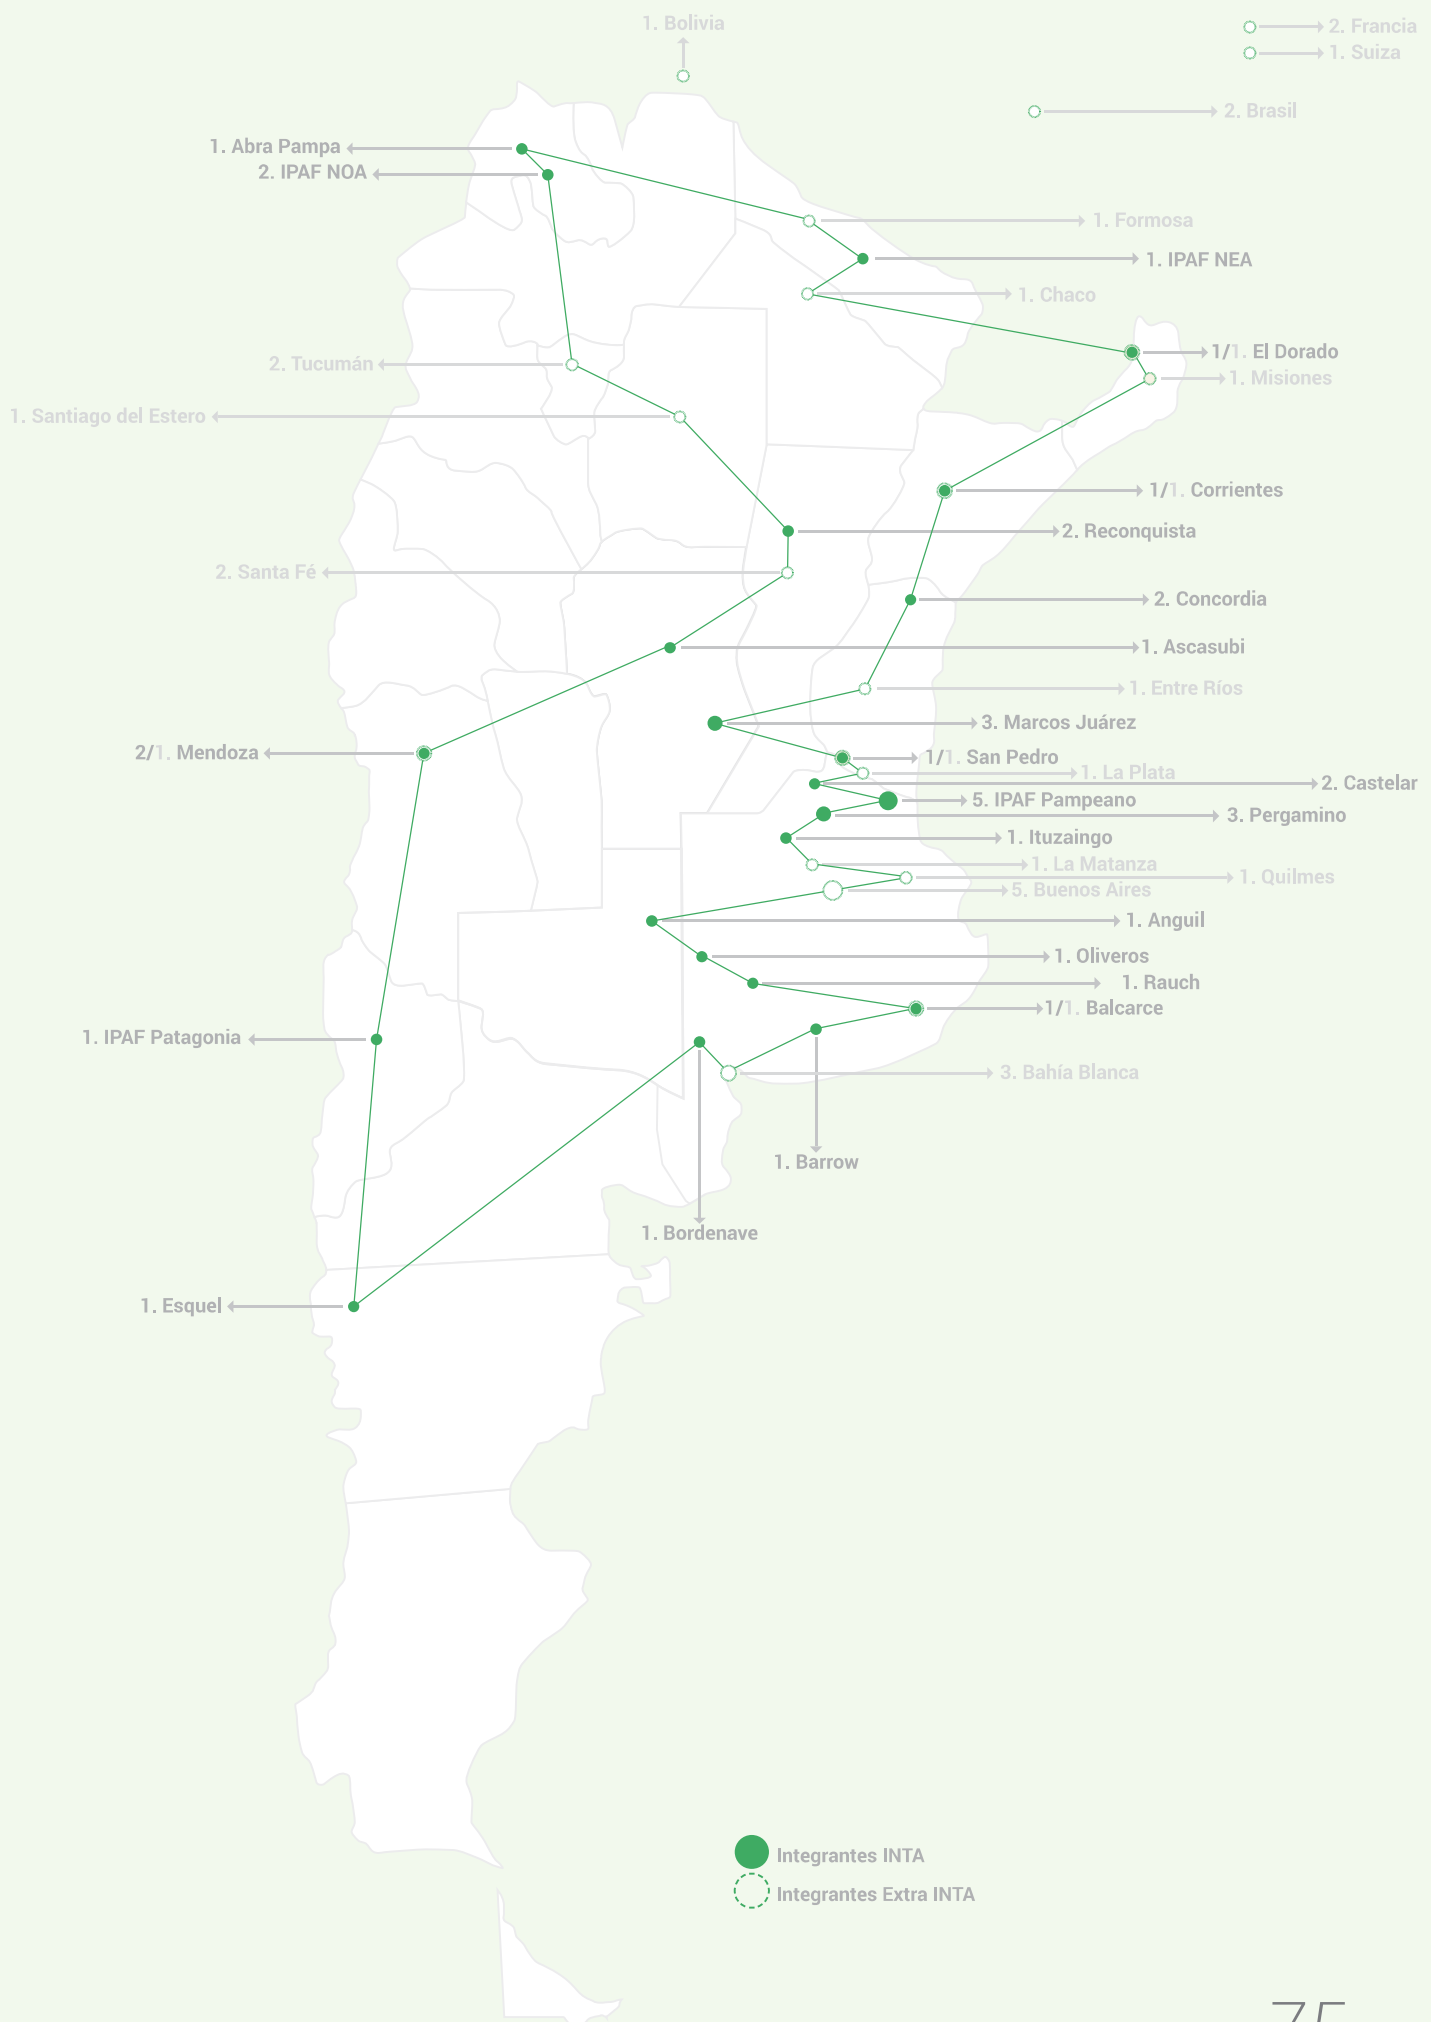 1. Bolivia
2. Francia
1. Suiza
2. Brasil
1. Abra Pampa
2. IPAF NOA
1. Formosa
1. IPAF NEA
1. Chaco
1/1. El Dorado
2. Tucumán
1. Misiones
1. Santiago del Estero
1/1. Corrientes
2. Reconquista
2. Santa Fé
2. Concordia
1. Ascasubi
1. Entre Ríos
3. Marcos Juárez
2/1. Mendoza
1/1. San Pedro
1. La Plata
2. Castelar
5. IPAF Pampeano
3. Pergamino
1. Ituzaingo
1. La Matanza
1. Quilmes
5. Buenos Aires
1. Anguil
1. Oliveros
1. Rauch
1/1. Balcarce
1. IPAF Patagonia
3. Bahía Blanca
1. Barrow
1. Bordenave
1. Esquel
Integrantes INTA
Integrantes Extra INTA
75